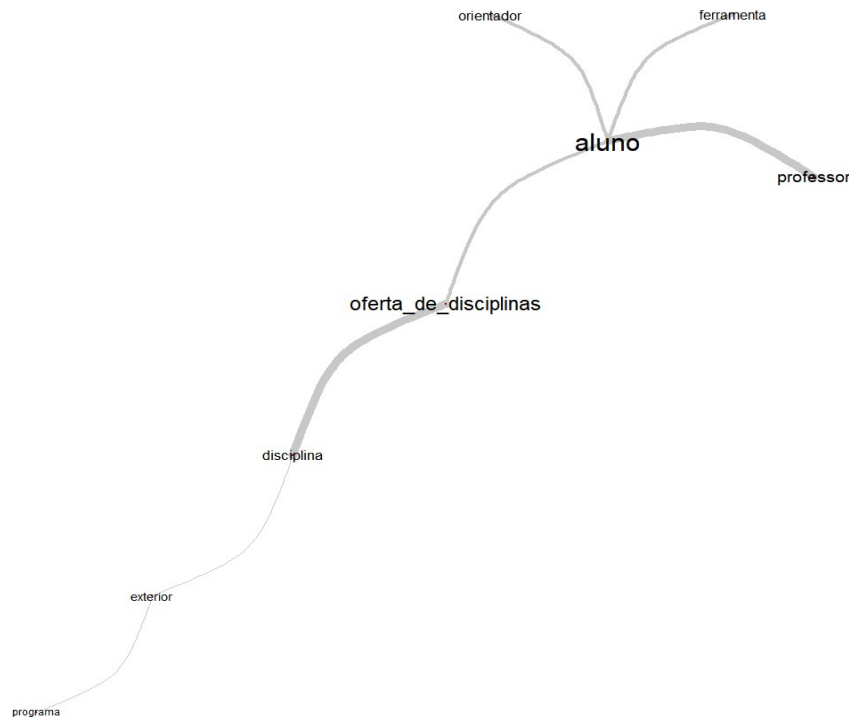 orientador
ferramenta
aluno
professor
oferta_de_disciplinas
disciplina
exterior
programa